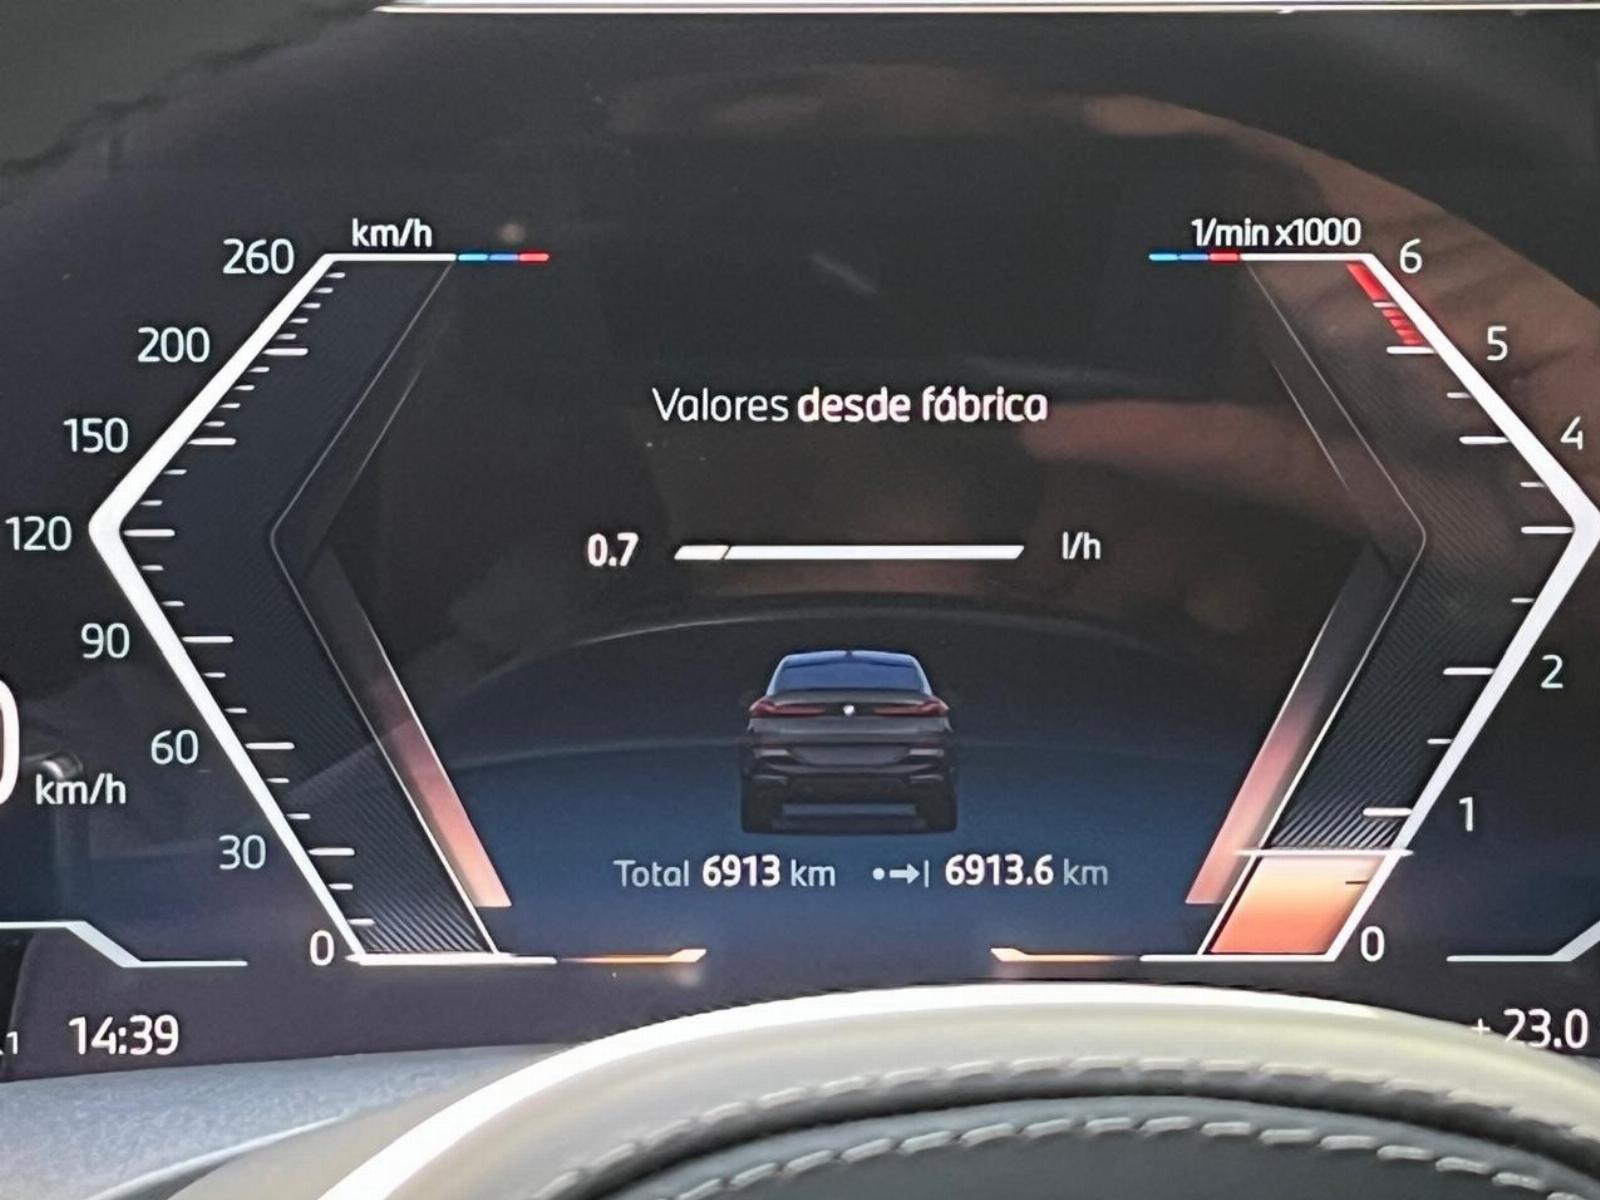 km/h
1/min x1000
260
6
200
5
150
4
Valores desde fábrica
120
0.7 l/h
90
2
60
km/h
1
30
Total 6913 km •→| 6913.6 km
0
0
1 14:39
+ 23.0